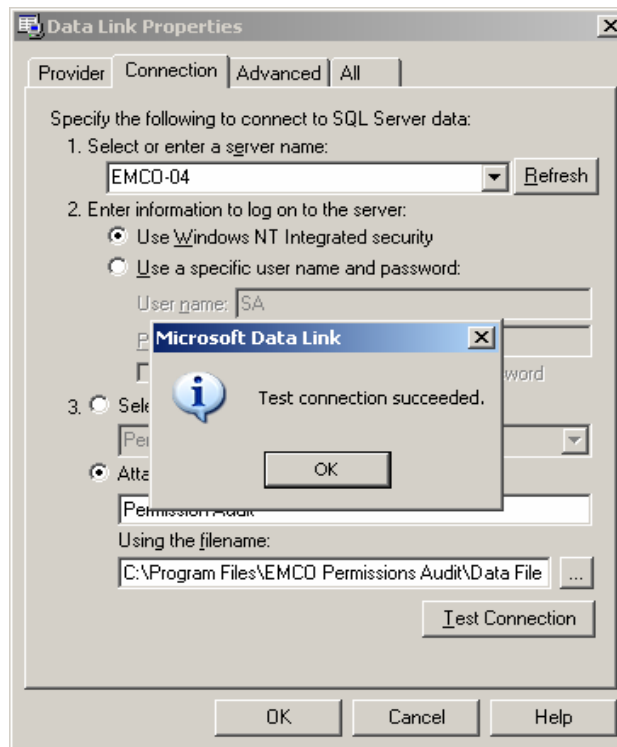 Data Link Properties
Provider Connection Advanced All
Specify the following to connect to SQL Server data:
1. Select or enter a server name:
EMCO-04 Refresh
2. Enter information to log on to the server:
Use Windows NT Integrated security
Use a specific user name and password:
User name: SA
Microsoft Data Link
Test connection succeeded.
OK
3.
Permission Audit
Using the filename:
C:\Program Files\EMCO Permissions Audit\Data File ...
Test Connection
OK Cancel Help